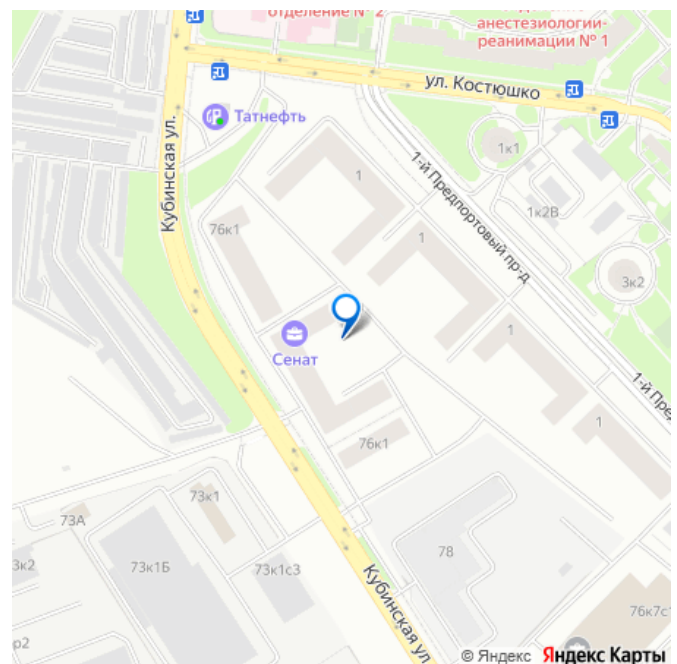 отделение № 2
анестезиологии-
реанимации № 1
ул. Костюшко
Татнефть
Кубинская ул.
1к1
1-й Предпортовый пр-д
1
1к2В
76к1
1
3к2
Сенат
1
1-й Пре
76к1
1
73к1
73А
78
3к2
73к1Б
73к1с3
Кубинская ул
76к7с1
р2
© Яндекс Яндекс Карты